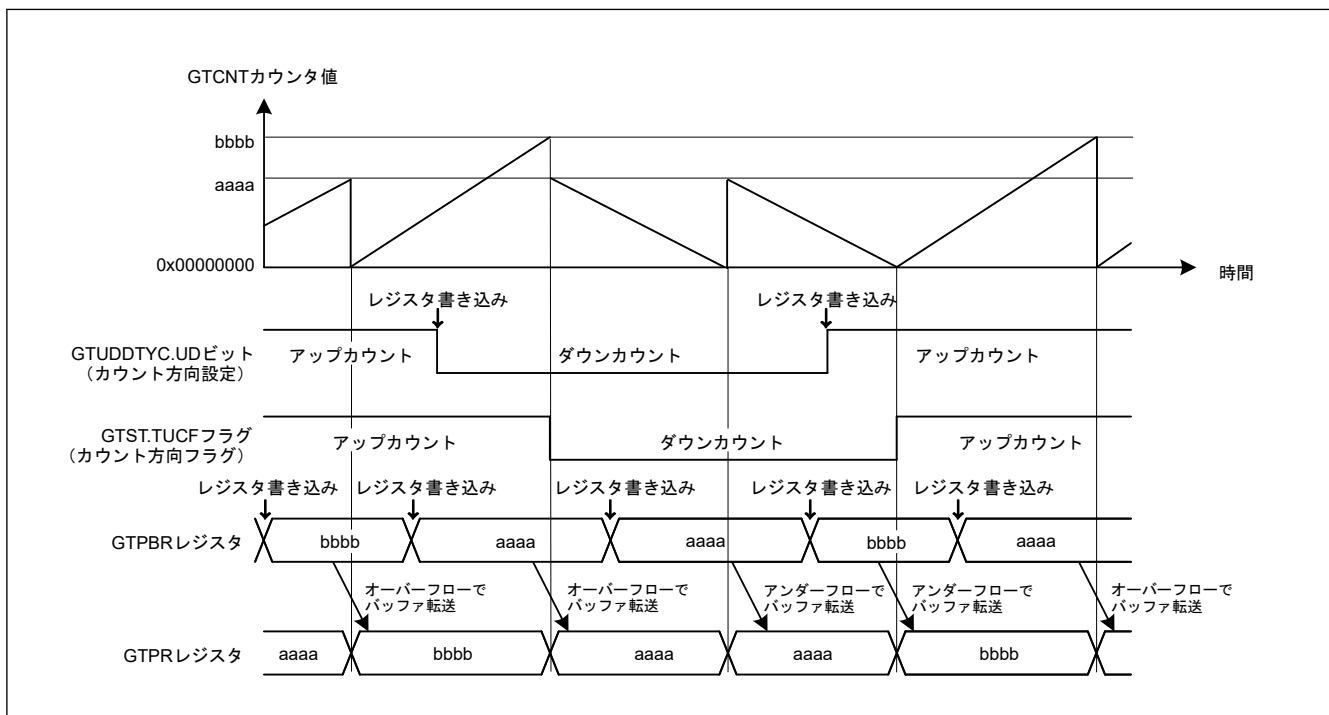 GTCNTカウンタ値
bbbb
aaaa
0x00000000
時間
レジスタ書き込み
レジスタ書き込み
GTUDDTYC.UDビット
（カウント方向設定）
アップカウント
ダウンカウント
アップカウント
GTST.TUCFフラグ
（カウント方向フラグ）
アップカウント
ダウンカウント
アップカウント
レジスタ書き込み
レジスタ書き込み
レジスタ書き込み
レジスタ書き込み
レジスタ書き込み
GTPBRレジスタ
bbbb
aaaa
aaaa
bbbb
aaaa
オーバーフローで
バッファ転送
オーバーフローで
バッファ転送
アンダーフローで
バッファ転送
アンダーフローで
バッファ転送
オーバーフローで
バッファ転送
GTPRレジスタ
aaaa
bbbb
aaaa
aaaa
bbbb